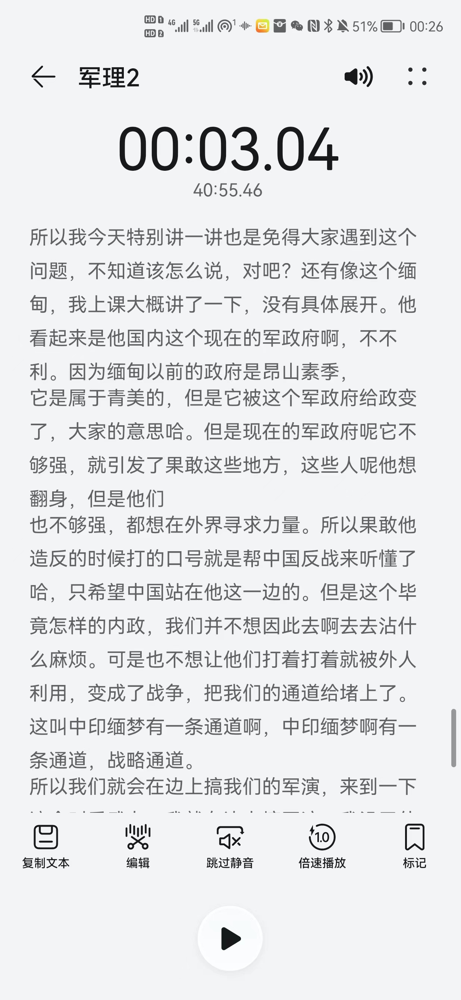 HD 1
HD 2
4G
5G
1
51%
00:26
军理2
00:03.04
40:55.46
所以我今天特别讲一讲也是免得大家遇到这个
问题，不知道该怎么说，对吧？还有像这个缅
甸，我上课大概讲了一下，没有具体展开。他
看起来是他国内这个现在的军政府啊，不不
利。因为缅甸以前的政府是昂山素季，
它是属于青美的，但是它被这个军政府给政变
了，大家的意思哈。但是现在的军政府呢它不
够强，就引发了果敢这些地方，这些人呢他想
翻身，但是他们
也不够强，都想在外界寻求力量。所以果敢他
造反的时候打的口号就是帮中国反战来听懂了
哈，只希望中国站在他这一边的。但是这个毕
竟怎样的内政，我们并不想因此去啊去去沾什
么麻烦。可是也不想让他们打着打着就被外人
利用，变成了战争，把我们的通道给堵上了。
这叫中印缅梦有一条通道啊，中印缅梦啊有一
条通道，战略通道。
所以我们就会在边上搞我们的军演，来到一下
复制文本
编辑
跳过静音
1.0
倍速播放
标记